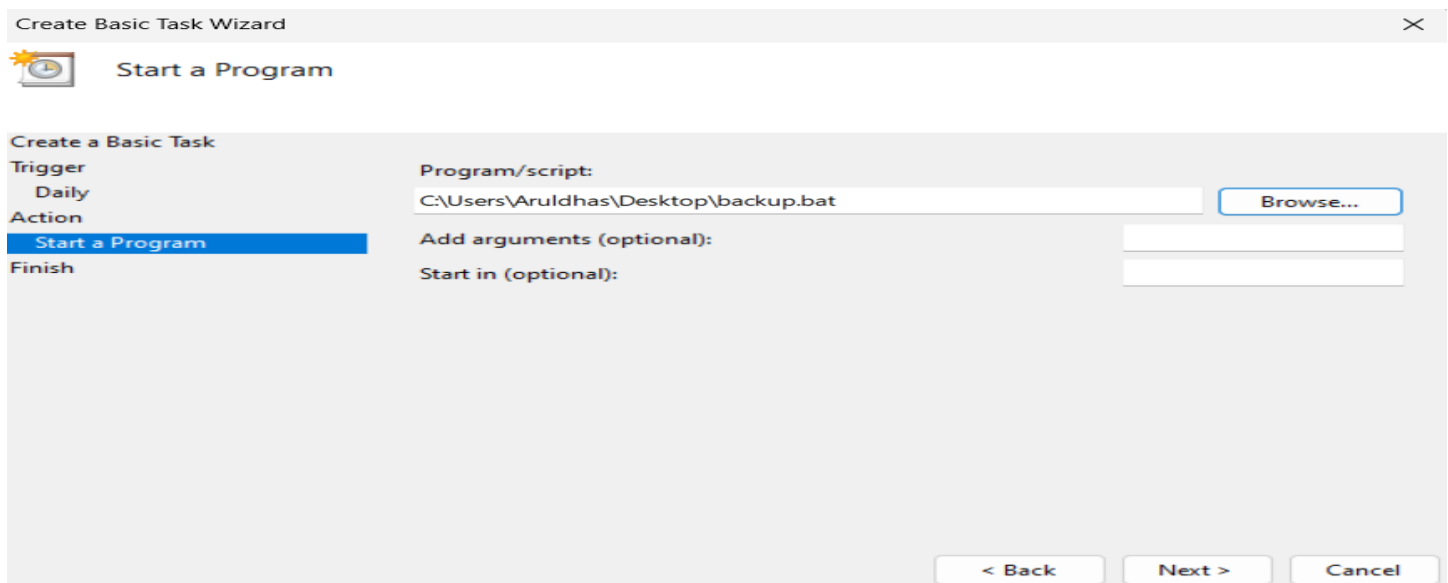 Create Basic Task Wizard
Start a Program
Create a Basic Task
Trigger
Daily
Action
Start a Program
Finish
Program/script:
C:\Users\Aruldhas\Desktop\backup.bat
Browse...
Add arguments (optional):
Start in (optional):
< Back
Next >
Cancel